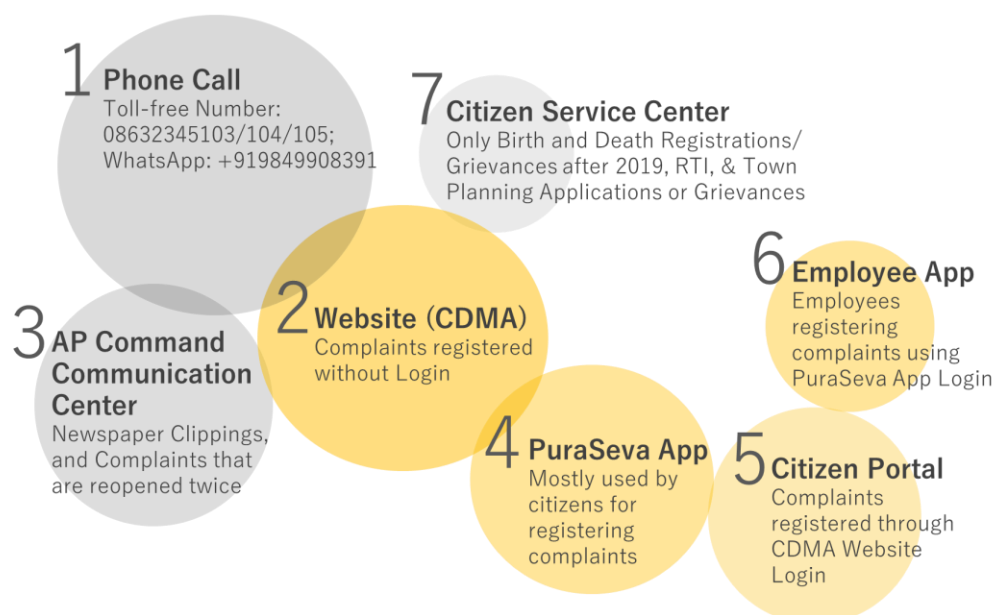 1
Phone Call
Toll-free Number:
08632345103/104/105;
WhatsApp: +919849908391
7
Citizen Service Center
Only Birth and Death Registrations/
Grievances after 2019, RTI, & Town
Planning Applications or Grievances
2
Website (CDMA)
Complaints registered
without Login
3
AP Command
Communication
Center
Newspaper Clippings,
and Complaints that
are reopened twice
4
PuraSeva App
Mostly used by
citizens for
registering
complaints
5
Citizen Portal
Complaints
registered through
CDMA Website
Login
6
Employee App
Employees
registering
complaints using
PuraSeva App Login